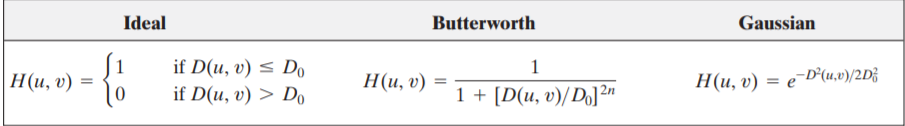 Ideal Butterworth Gaussian
H(u, v) = { 1 if D(u, v) ≤ D₀
0 if D(u, v) > D₀
H(u, v) = 1 / 1 + [D(u, v)/D₀]²ⁿ
H(u, v) = e^−D²(u,v)/2D₀²